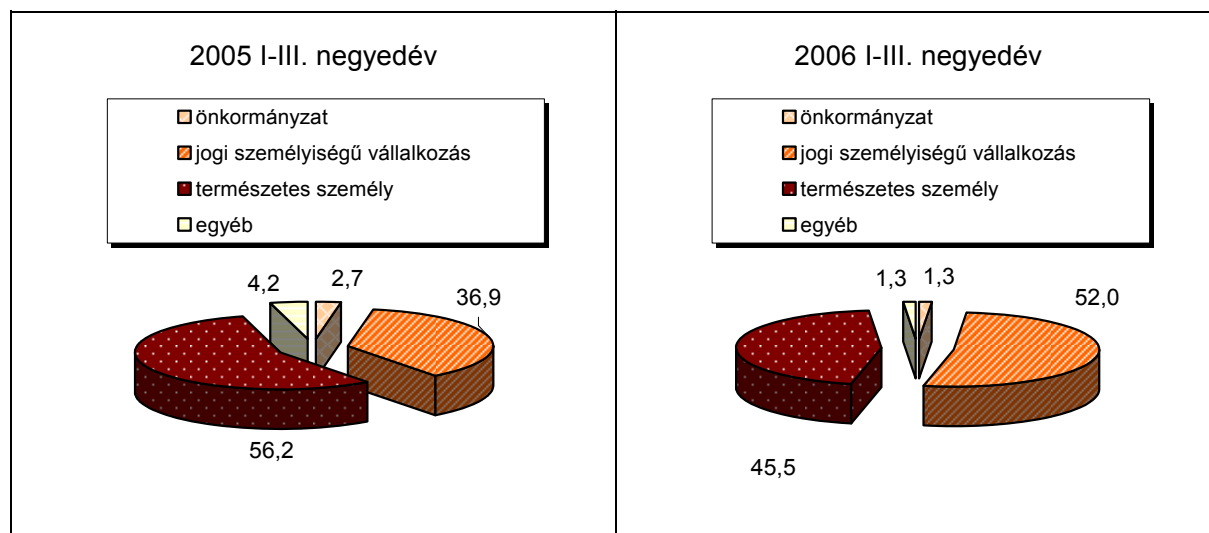 2005 I-III. negyedév
önkormányzat
jogi személyiségű vállalkozás
természetes személy
egyéb
4,2
2,7
36,9
56,2
2006 I-III. negyedév
önkormányzat
jogi személyiségű vállalkozás
természetes személy
egyéb
1,3
1,3
52,0
45,5